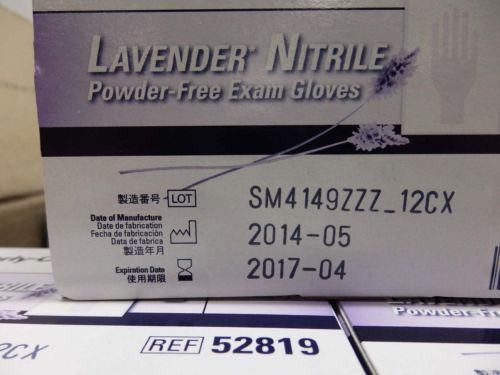 LAVENDER* NITRILE
Powder-Free Exam Gloves
製造番号 LOT SM4149ZZZ_12CX
Date of Manufacture
Date de fabrication
Fecha de fabricación
Data de fabrica
製造年月
2014-05
Expiration Date
使用期限
2017-04
REF 52819
Powder-Fre